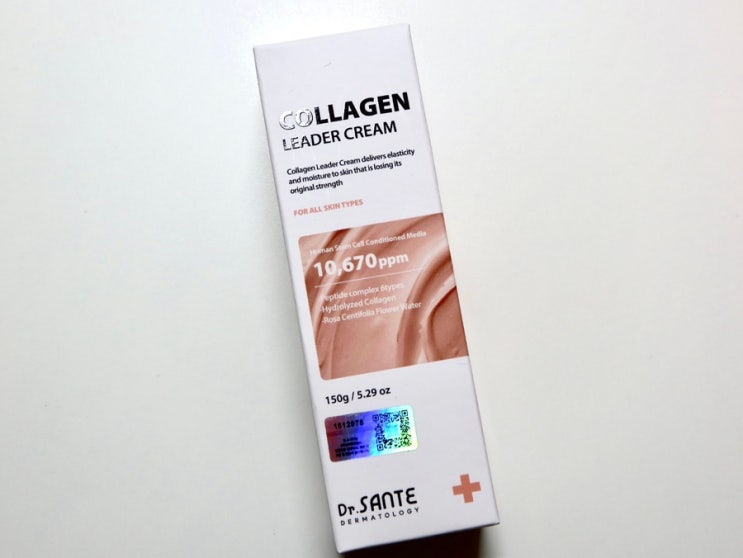 COLLAGEN
LEADER CREAM
Collagen Leader Cream delivers elasticity
and moisture to skin that is losing its
original strength
FOR ALL SKIN TYPES
Human Stem Cell Conditioned Media
10,670ppm
-Peptide complex 8types
-Hydrolyzed Collagen
-Rosa Centifolia Flower Water
150g / 5.29 oz
Dr.SANTE
DERMATOLOGY